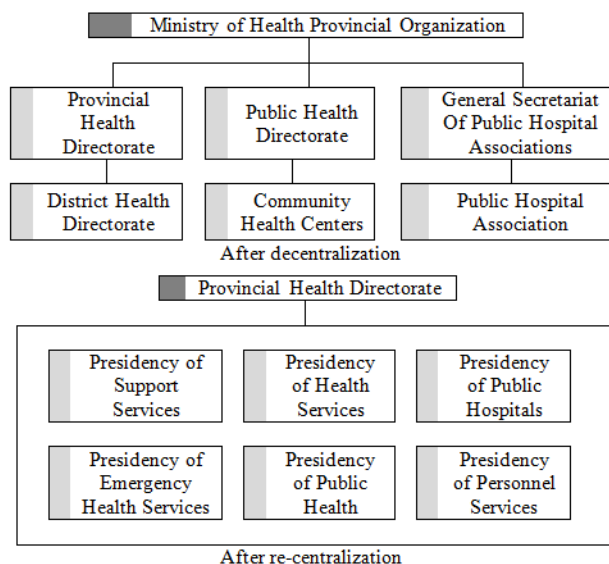 Ministry of Health Provincial Organization
Provincial
Health
Directorate
Public Health
Directorate
General Secretariat
Of Public Hospital
Associations
District Health
Directorate
Community
Health Centers
Public Hospital
Association
After decentralization
Provincial Health Directorate
Presidency of
Support
Services
Presidency
of Health
Services
Presidency
of Public
Hospitals
Presidency of
Emergency
Health Services
Presidency
of Public
Health
Presidency
of Personnel
Services
After re-centralization